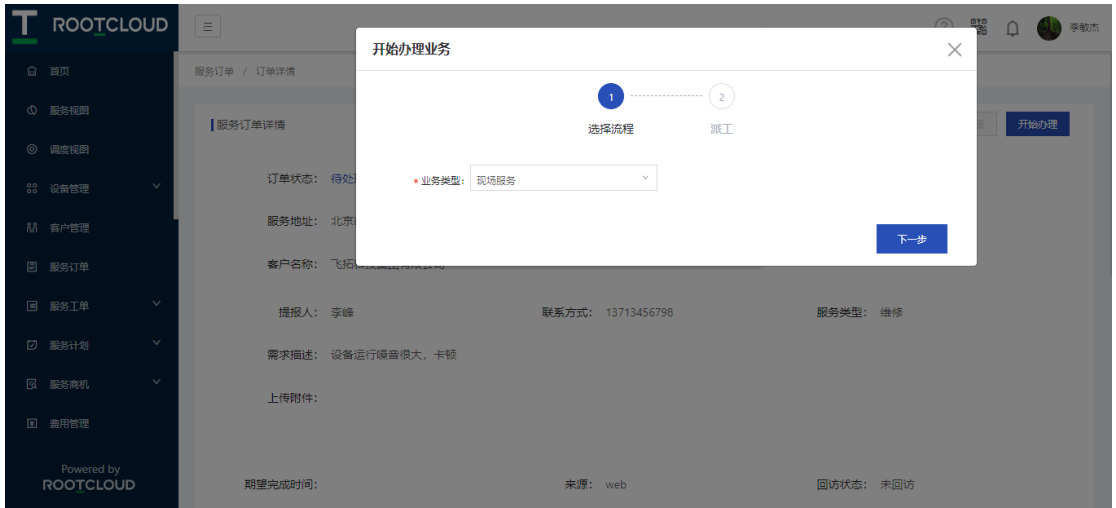 ROOTCLOUD
首页
服务视图
调度视图
设备管理
客户管理
服务订单
服务工单
服务计划
服务商机
费用管理
Powered by
ROOTCLOUD
李敏杰
服务订单 / 订单详情
服务订单详情
开始办理
开始办理业务
1
2
选择流程
派工
* 业务类型: 现场服务
下一步
订单状态: 待处
服务地址: 北京
客户名称:
提报人: 李峰
联系方式: 13713456798
服务类型: 维修
需求描述: 设备运行噪音很大，卡顿
上传附件:
期望完成时间:
来源: web
回访状态: 未回访